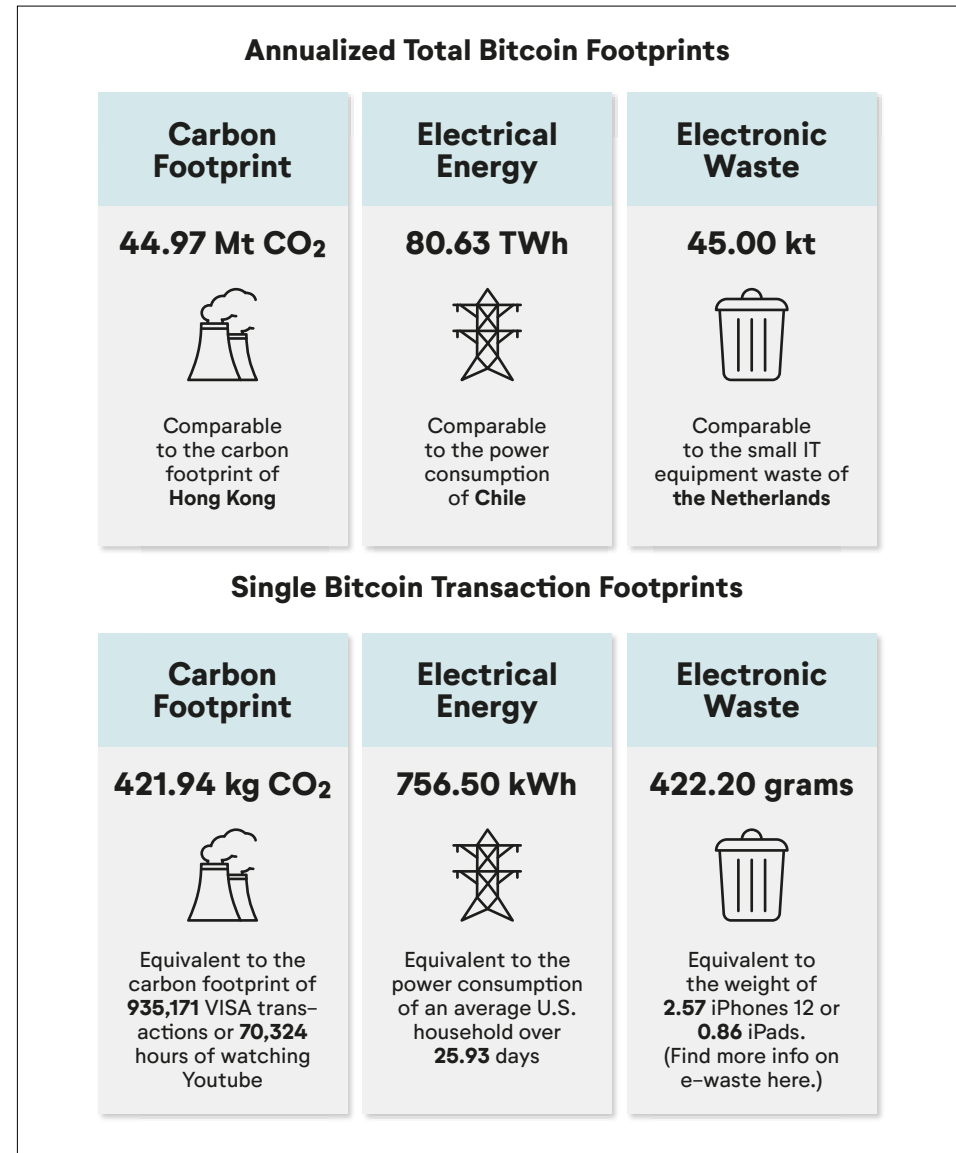 Annualized Total Bitcoin Footprints
Carbon
Footprint
44.97 Mt CO₂
Comparable
to the carbon
footprint of
Hong Kong
Electrical
Energy
80.63 TWh
Comparable
to the power
consumption
of Chile
Electronic
Waste
45.00 kt
Comparable
to the small IT
equipment waste of
the Netherlands
Single Bitcoin Transaction Footprints
Carbon
Footprint
421.94 kg CO₂
Equivalent to the
carbon footprint of
935,171 VISA trans-
actions or 70,324
hours of watching
Youtube
Electrical
Energy
756.50 kWh
Equivalent to the
power consumption
of an average U.S.
household over
25.93 days
Electronic
Waste
422.20 grams
Equivalent to
the weight of
2.57 iPhones 12 or
0.86 iPads.
(Find more info on
e-waste here.)